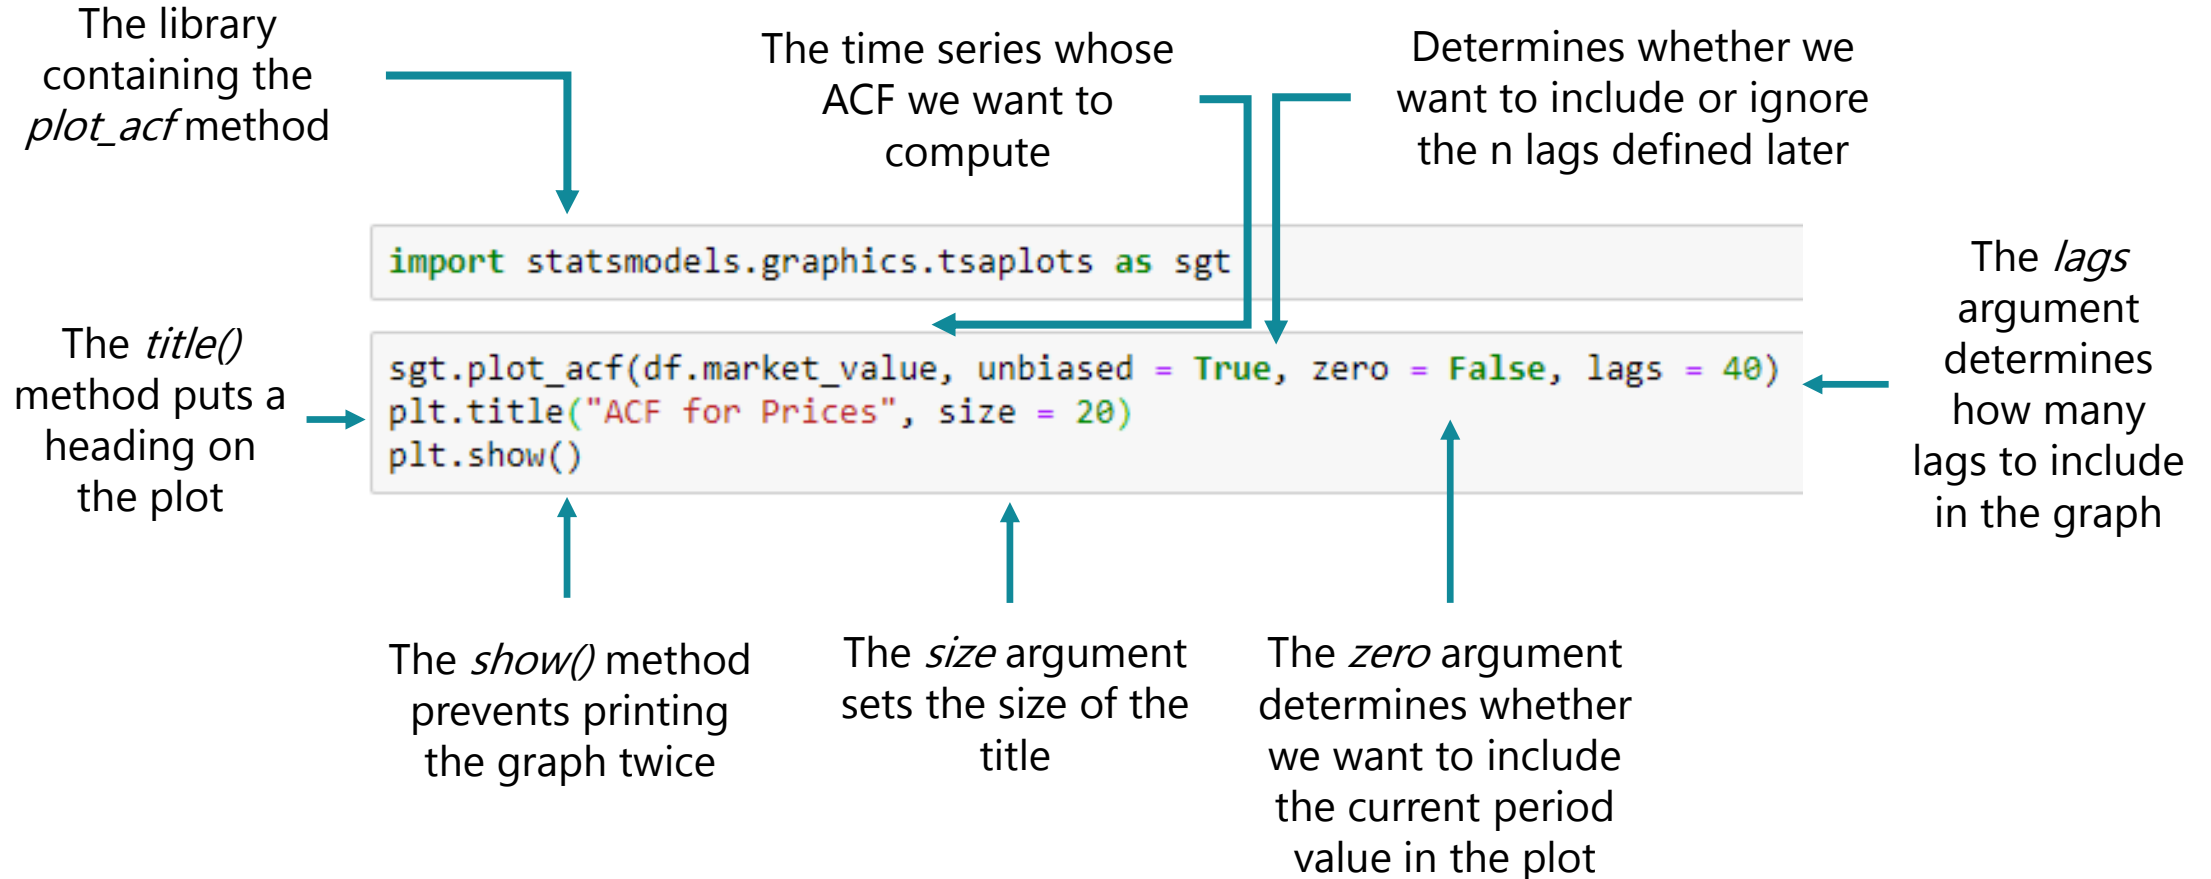 The library
containing the
plot_acf method
The time series whose
ACF we want to
compute
Determines whether we
want to include or ignore
the n lags defined later
import statsmodels.graphics.tsaplots as sgt
The title()
method puts a
heading on
the plot
sgt.plot_acf(df.market_value, unbiased = True, zero = False, lags = 40)
plt.title("ACF for Prices", size = 20)
plt.show()
The lags
argument
determines
how many
lags to include
in the graph
The show() method
prevents printing
the graph twice
The size argument
sets the size of the
title
The zero argument
determines whether
we want to include
the current period
value in the plot